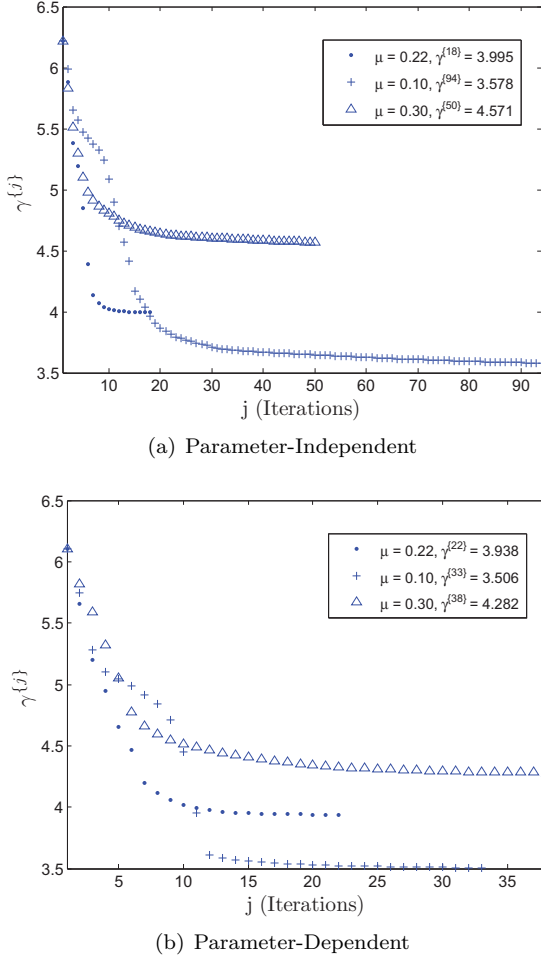 6.5
6
5.5
5
4.5
4
3.5
γ{j}
μ = 0.22, γ{18} = 3.995
μ = 0.10, γ{94} = 3.578
μ = 0.30, γ{50} = 4.571
10 20 30 40 50 60 70 80 90
j (Iterations)
(a) Parameter-Independent
6.5
6
5.5
5
4.5
4
3.5
γ{j}
μ = 0.22, γ{22} = 3.938
μ = 0.10, γ{33} = 3.506
μ = 0.30, γ{38} = 4.282
5 10 15 20 25 30 35
j (Iterations)
(b) Parameter-Dependent